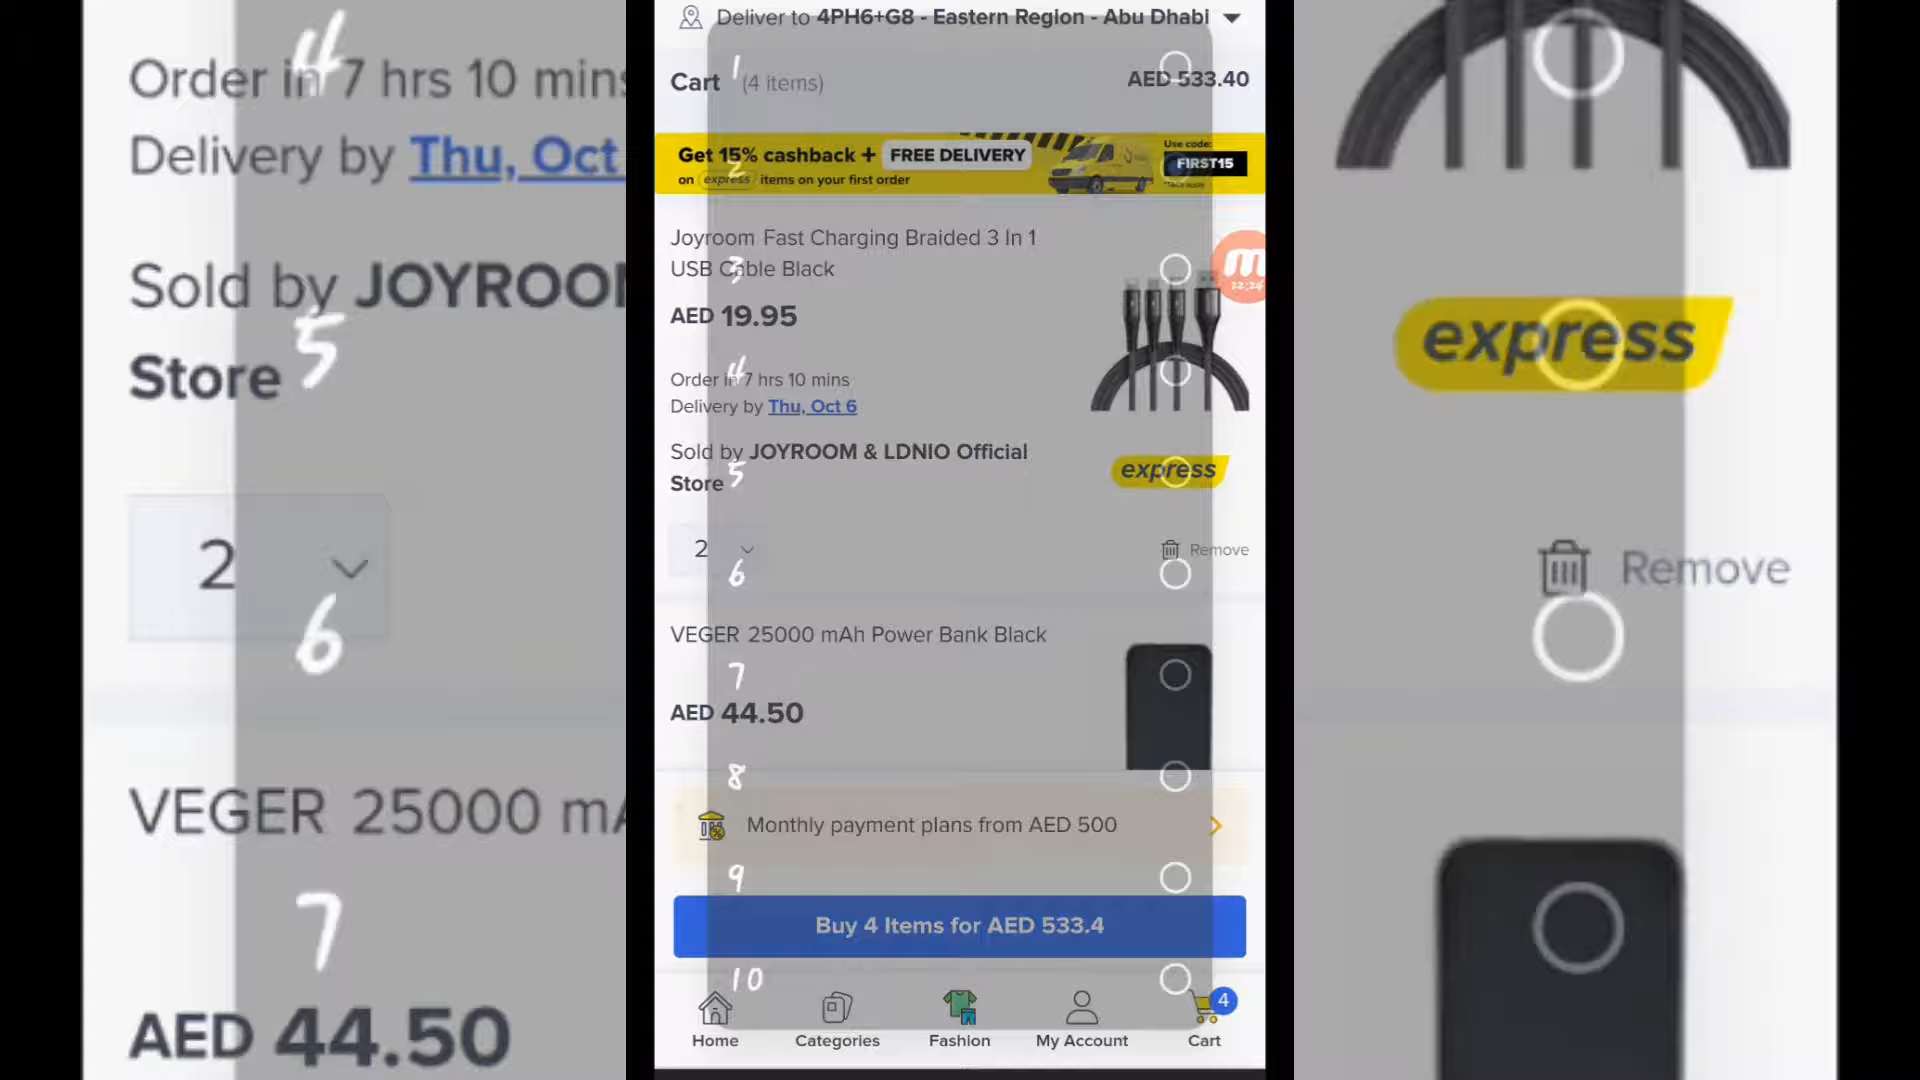 Deliver to 4PH6+G8 - Eastern Region - Abu Dhabi
Cart (4 items) AED 533.40
Get 15% cashback + FREE DELIVERY
on express items on your first order
Use code:
FIRST15
Joyroom Fast Charging Braided 3 In 1
USB Cable Black
AED 19.95
22:24
Order in 7 hrs 10 mins
Delivery by Thu, Oct 6
Sold by JOYROOM & LDNIO Official
Store
express
2
Remove
VEGER 25000 mAh Power Bank Black
AED 44.50
Monthly payment plans from AED 500
Buy 4 Items for AED 533.4
4
Home Categories Fashion My Account Cart
1
2
3
4
5
6
7
8
9
10
Order in 7 hrs 10 mins
Delivery by Thu, Oct
Sold by JOYROO
Store
2
VEGER 25000 m
AED 44.50
4
5
6
7
express
Remove